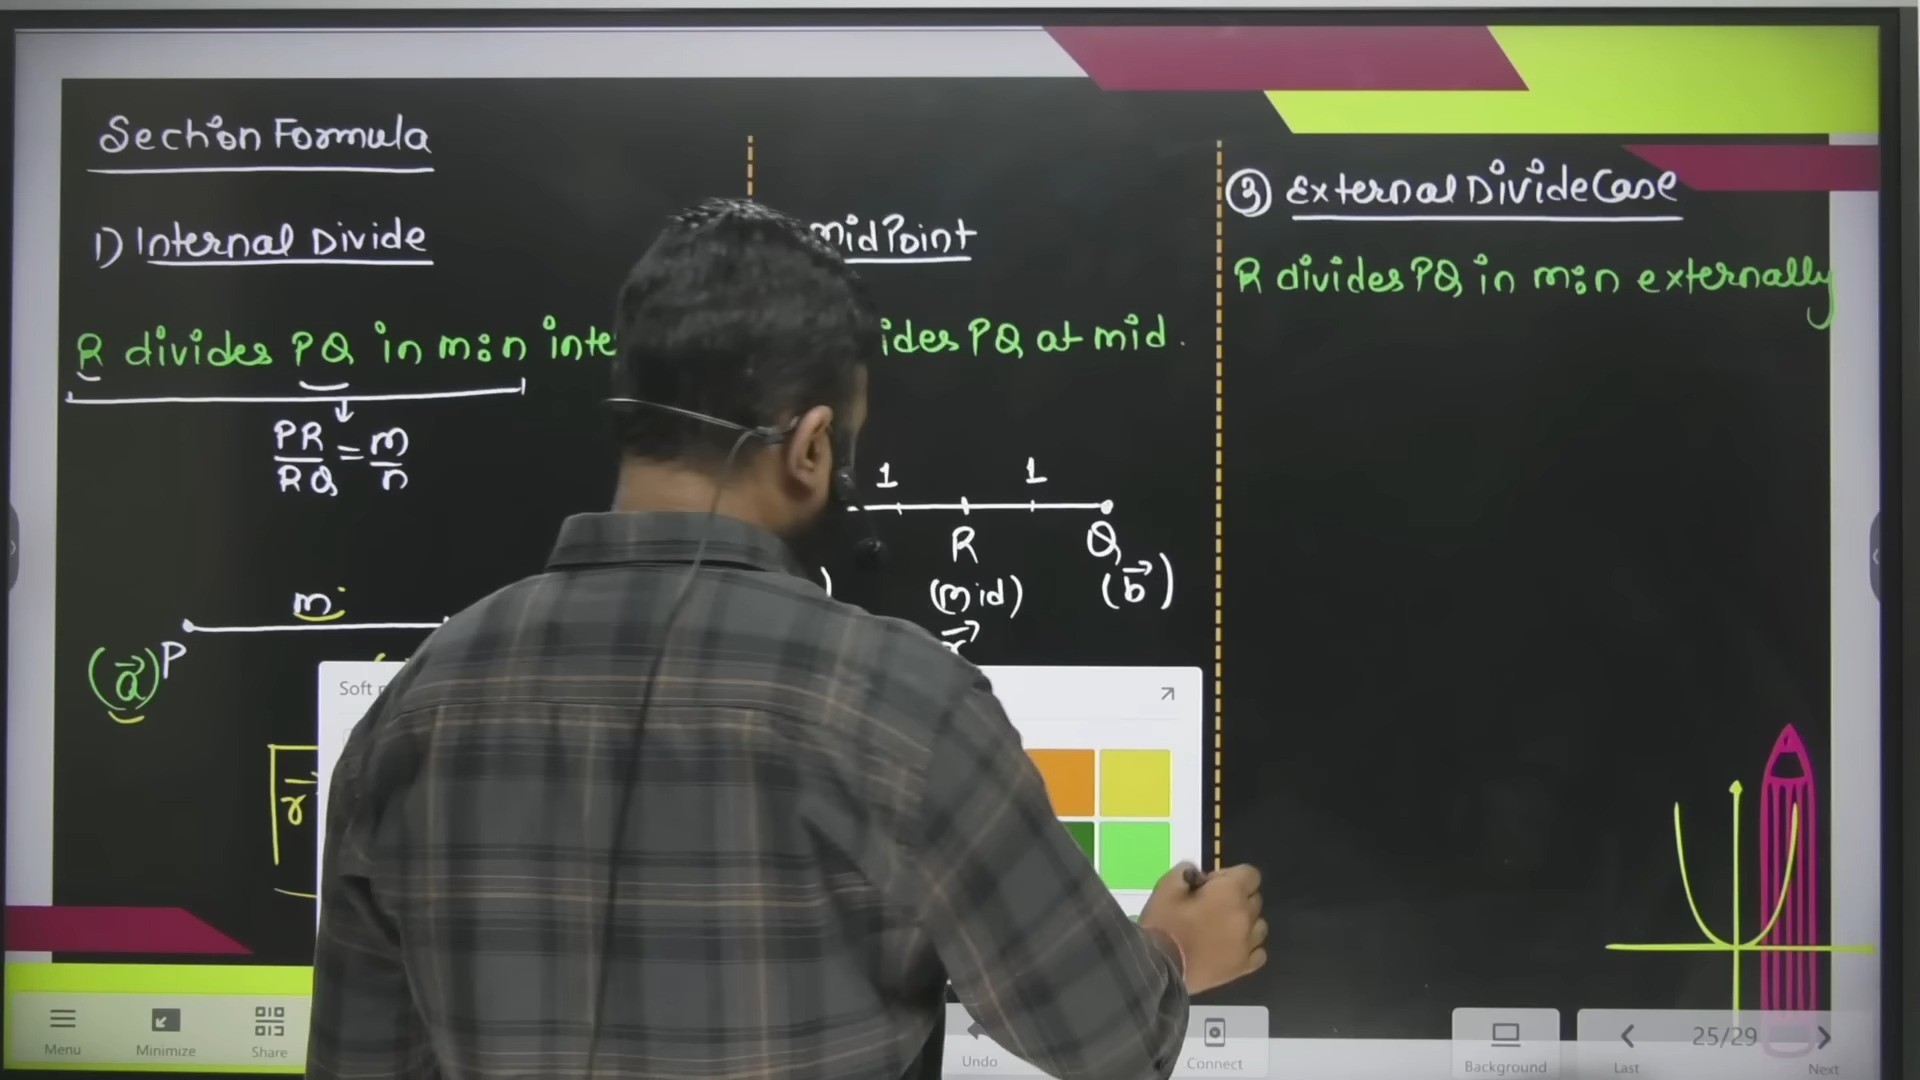 Section Formula
1) Internal Divide
R divides PQ in m:n inte
PR
RQ
=
m
n
m
(a⃗) P
r⃗
MidPoint
ides PQ at mid.
1 1
R Q
(mid) (b⃗)
r⃗
③ External Divide Case
R divides PQ in m:n externally
Soft
Menu Minimize Share Undo Connect Background Last 25/29 Next